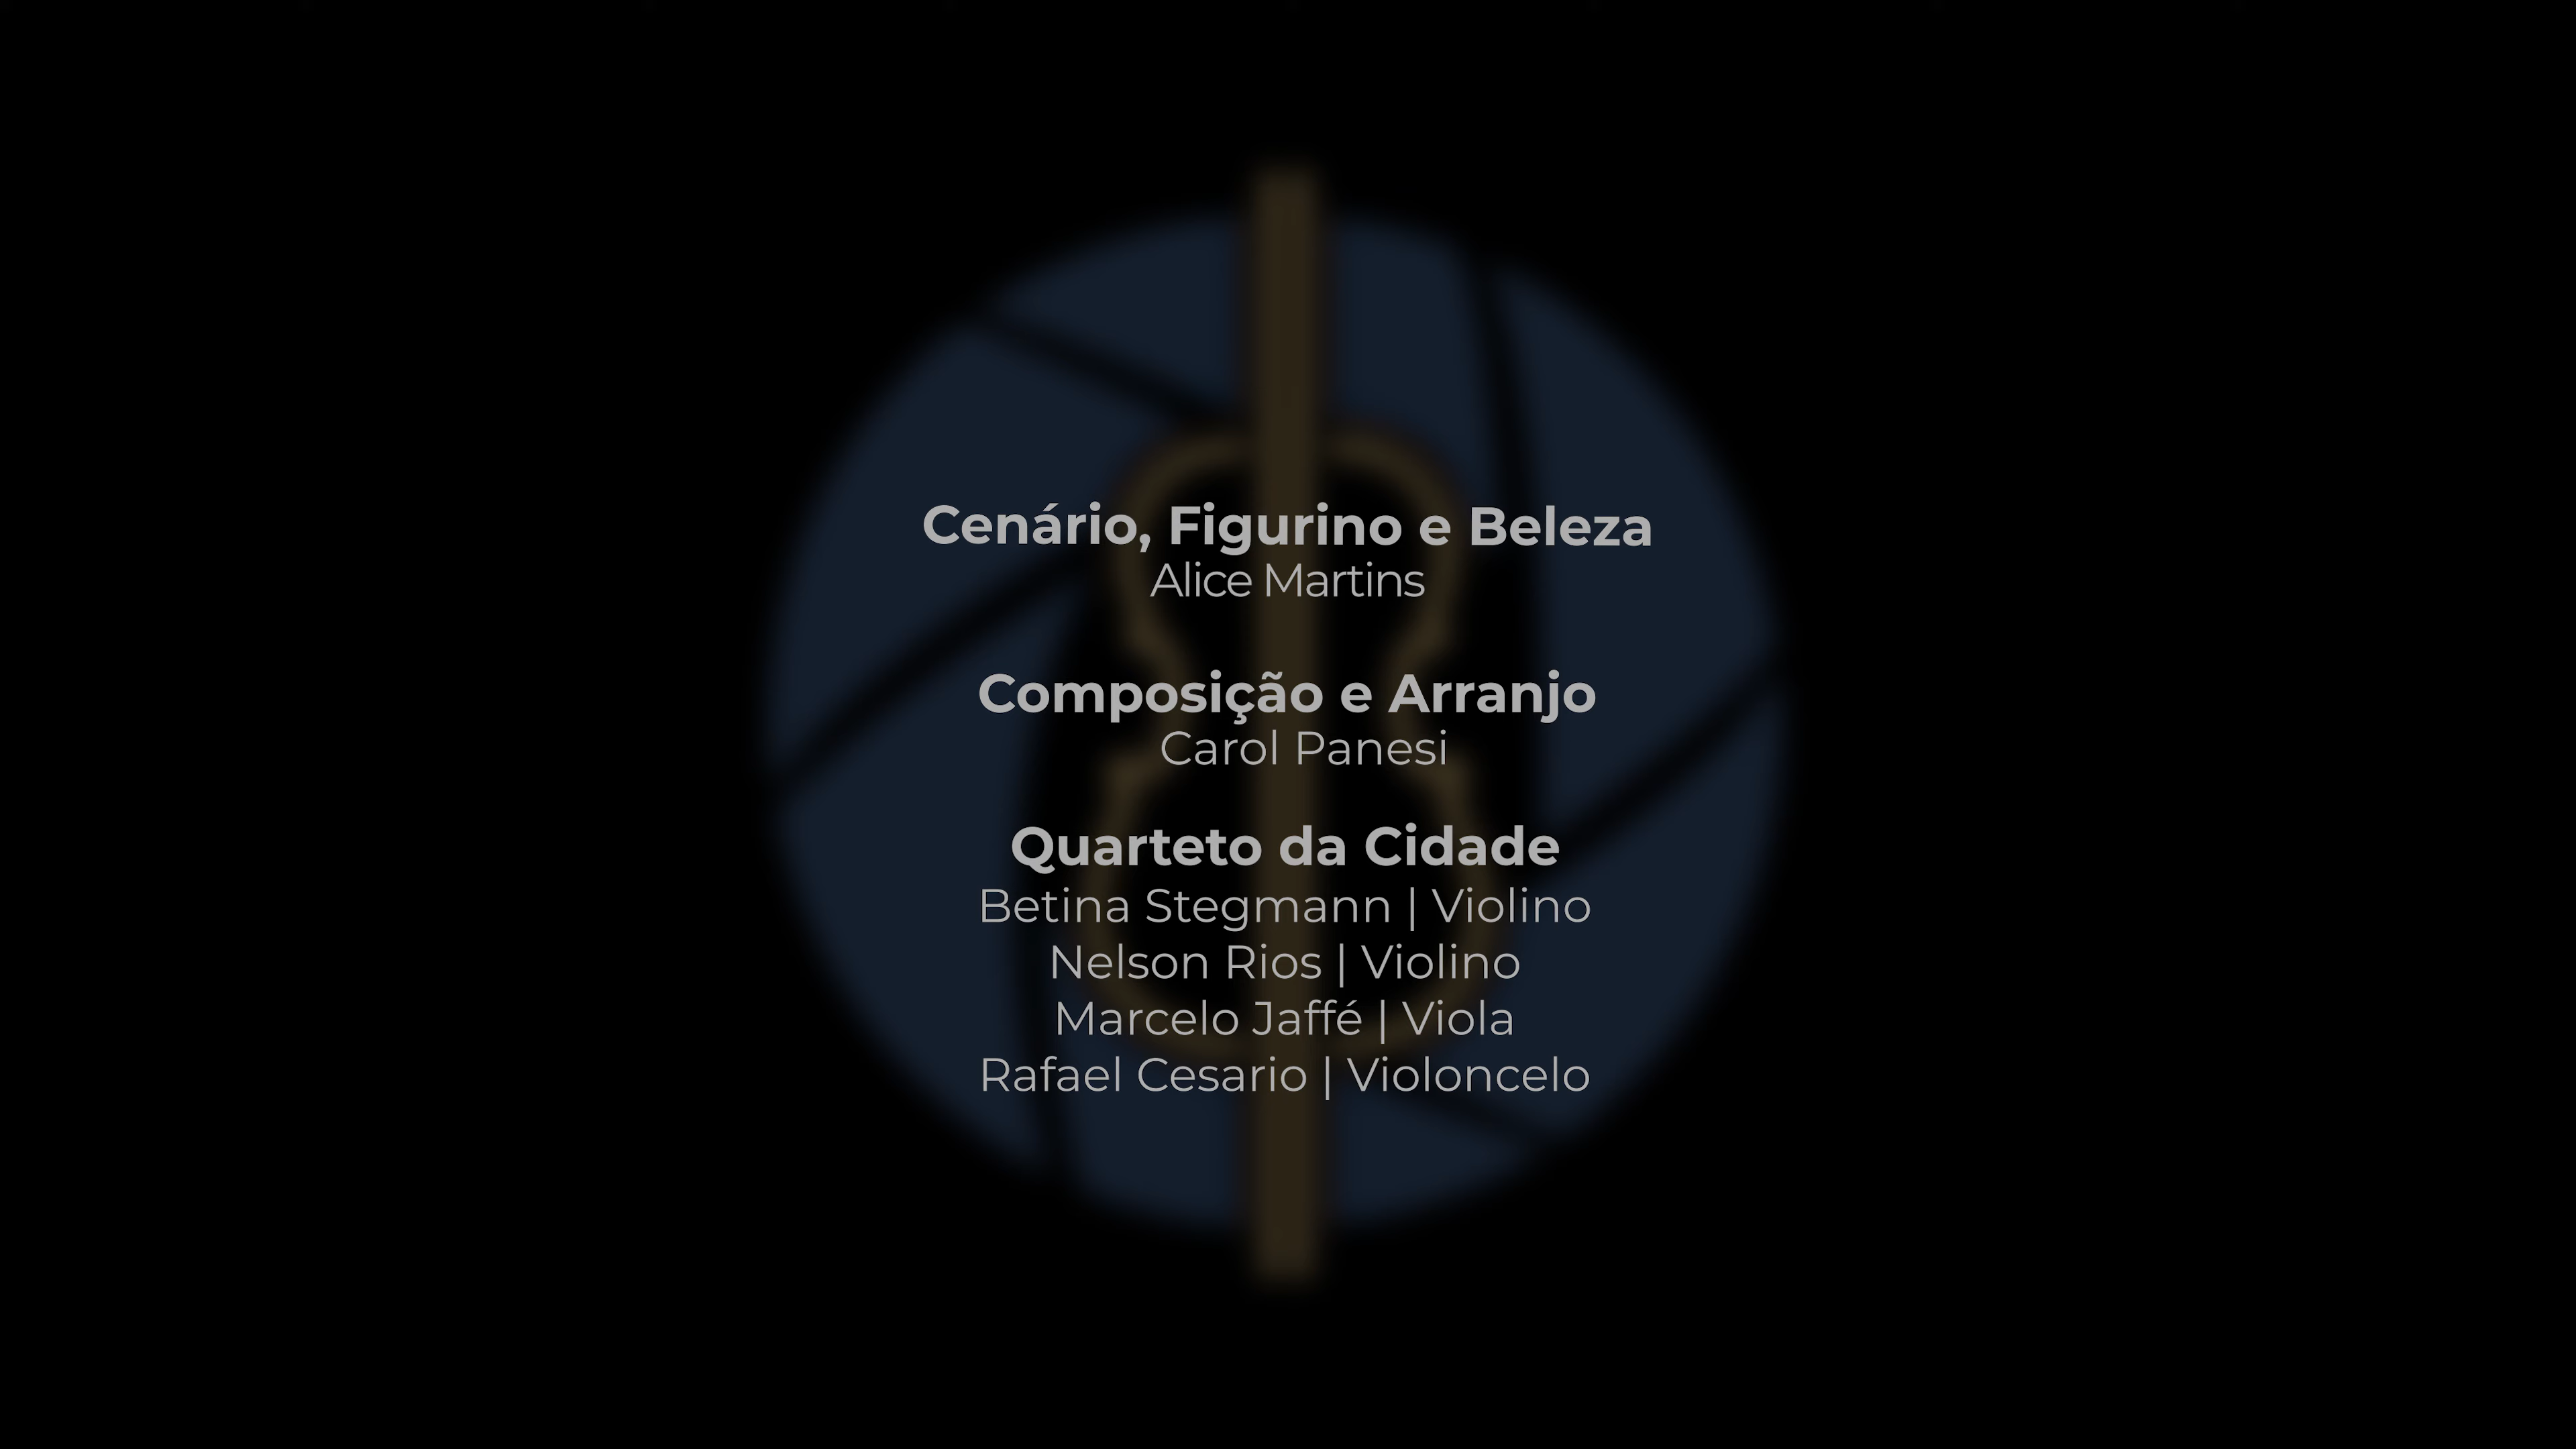 Cenário, Figurino e Beleza
Alice Martins
Composição e Arranjo
Carol Panesi
Quarteto da Cidade
Betina Stegmann | Violino
Nelson Rios | Violino
Marcelo Jaffé | Viola
Rafael Cesario | Violoncelo